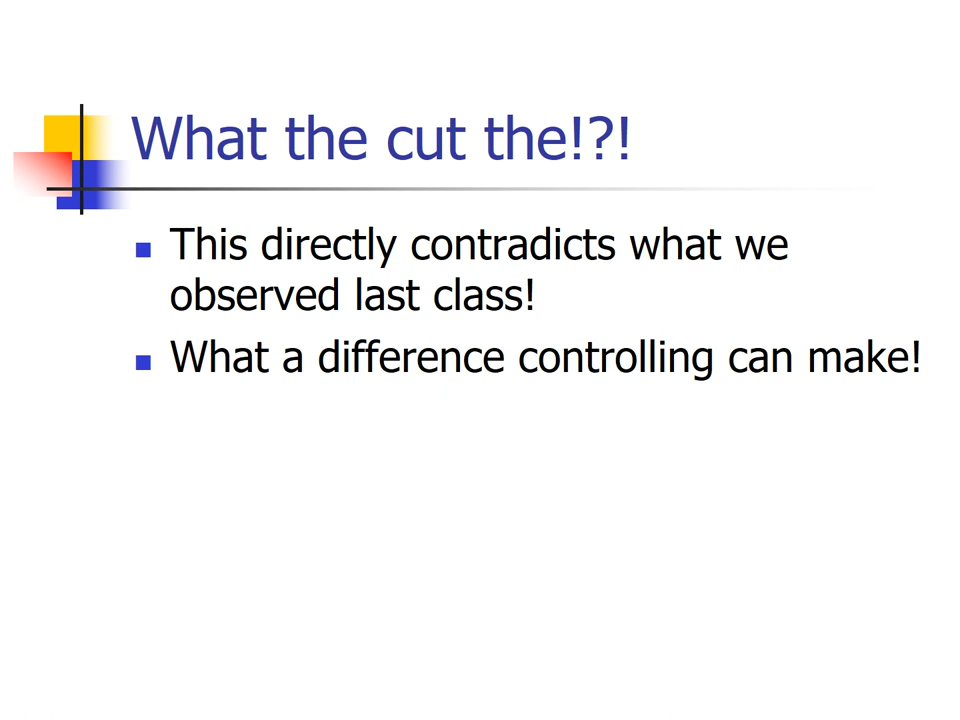 What the cut the!?!
This directly contradicts what we
observed last class!
What a difference controlling can make!